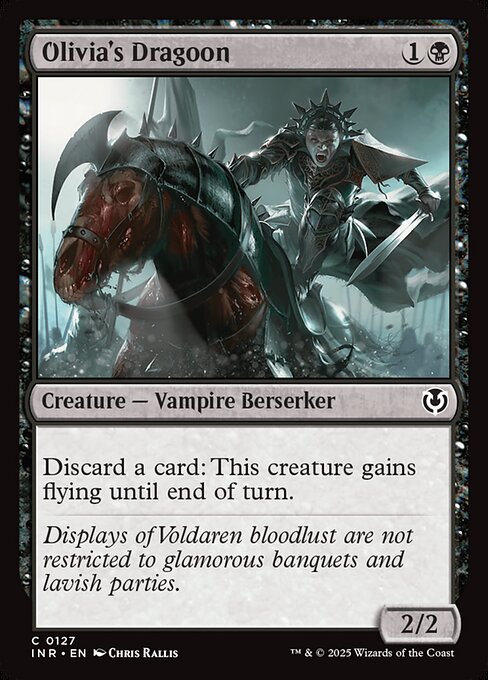 Olivia's Dragoon 1
Creature — Vampire Berserker
Discard a card: This creature gains
flying until end of turn.
Displays of Voldaren bloodlust are not
restricted to glamorous banquets and
lavish parties.
2/2
C 0127
INR • EN Chris Rallis
™ & © 2025 Wizards of the Coast